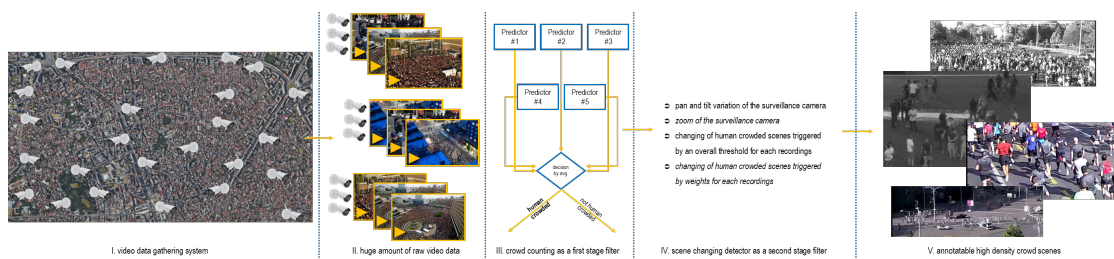 Predictor
#1
Predictor
#2
Predictor
#3
Predictor
#4
Predictor
#5
decision
by avg
human
crowded
not human
crowded
pan and tilt variation of the surveillance camera
zoom of the surveillance camera
changing of human crowded scenes triggered
by an overall threshold for each recordings
changing of human crowded scenes triggered
by weights for each recordings
I. video data gathering system
II. huge amount of raw video data
III. crowd counting as a first stage filter
IV. scene changing detector as a second stage filter
V. annotatable high density crowd scenes